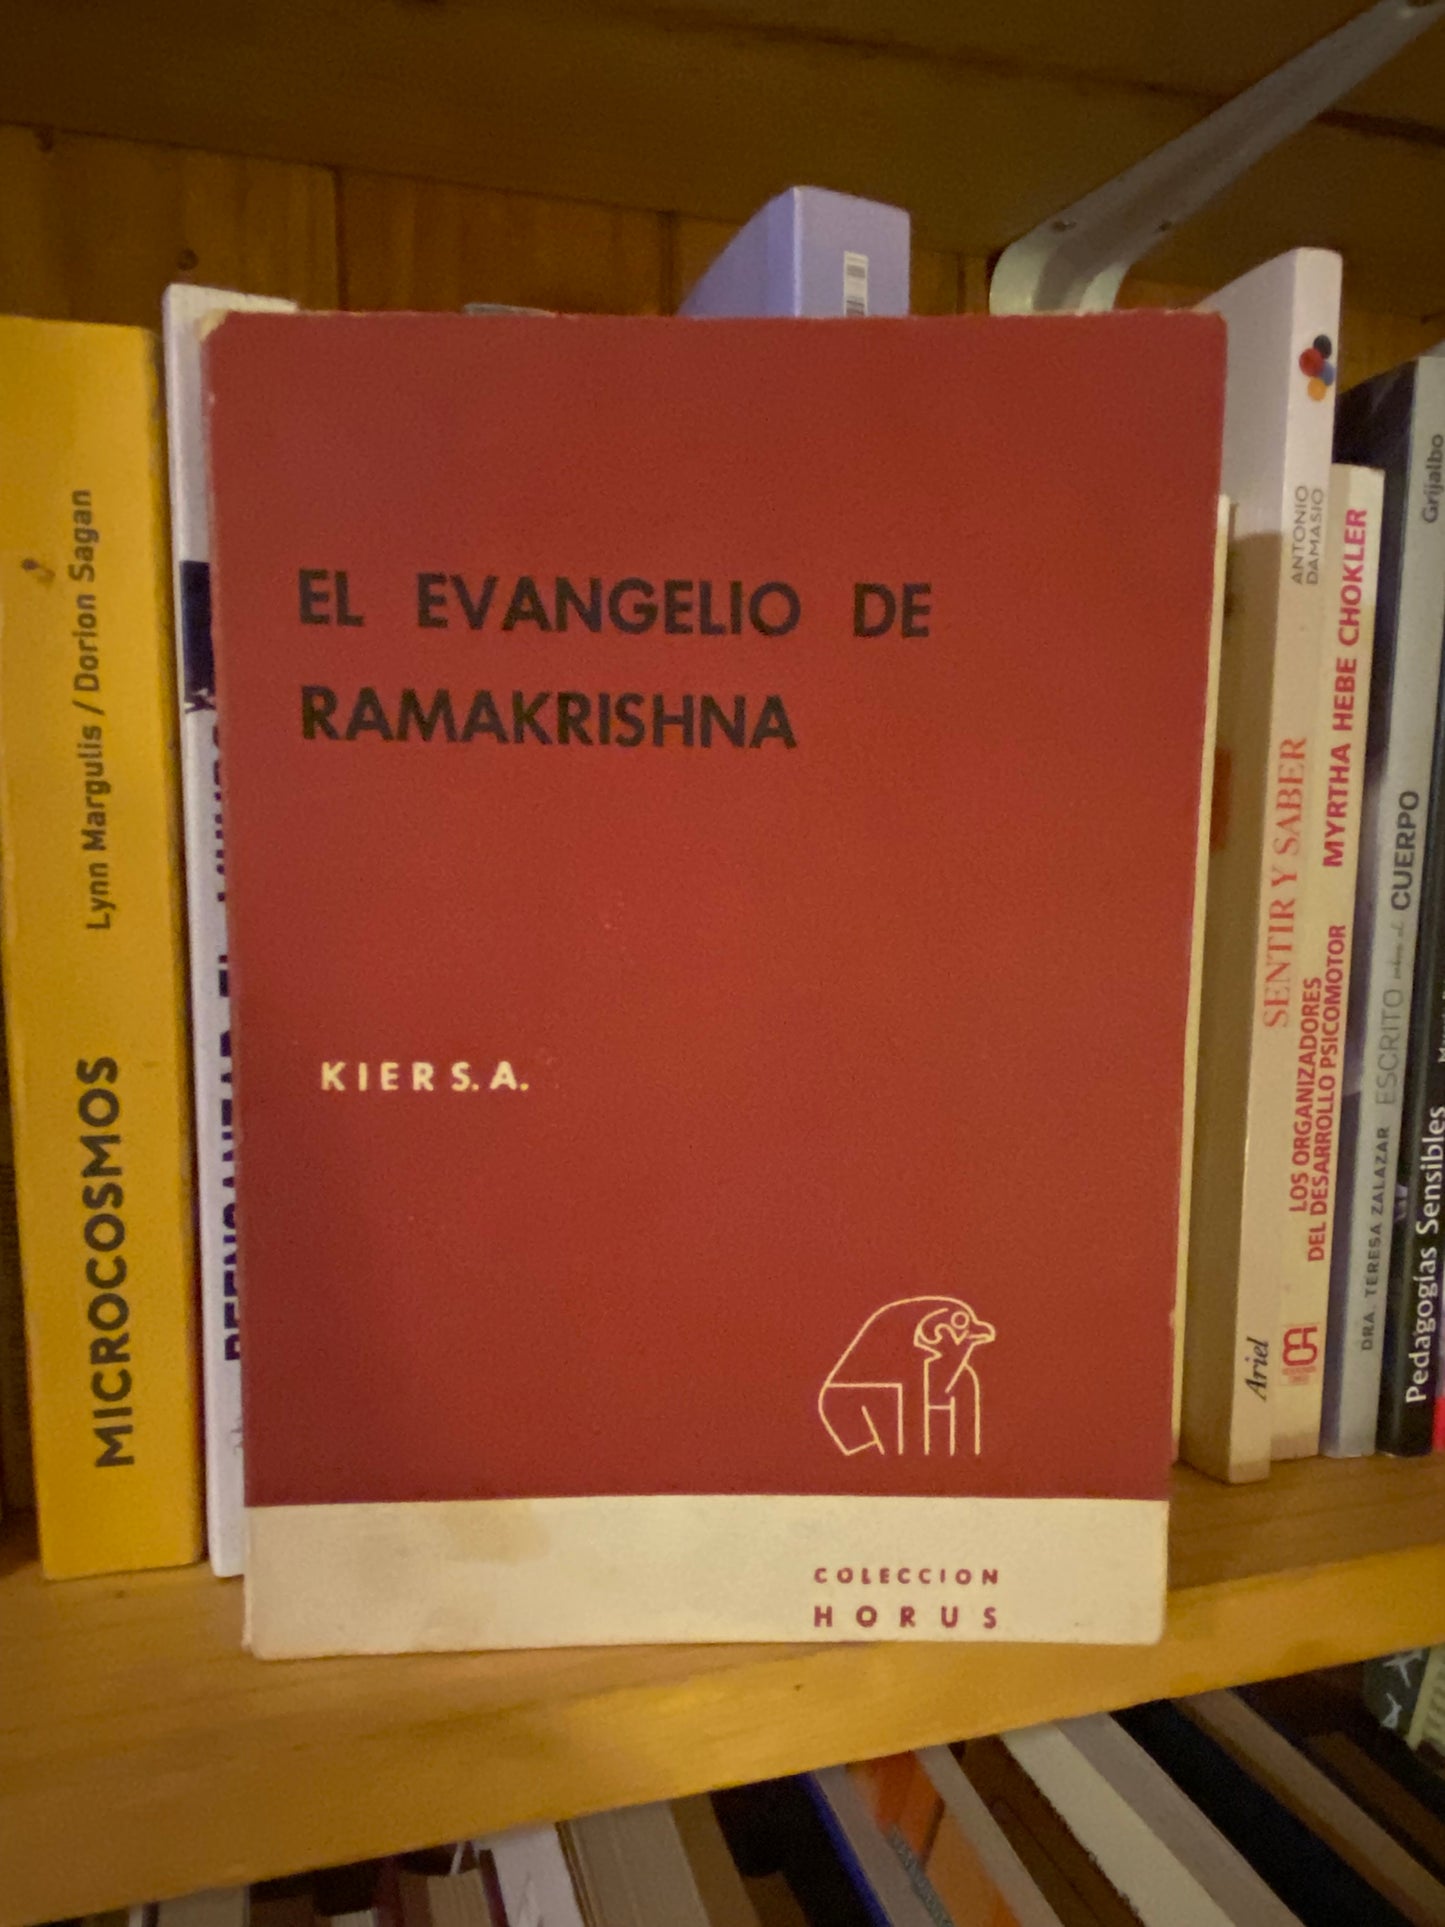 EL EVANGELIO DE
RAMAKRISHNA
KIER S.A.
COLECCION
HORUS
MICROCOSMOS Lynn Margulis / Dorion Sagan
Ariel SENTIR Y SABER ANTONIO
DAMASIO
LOS ORGANIZADORES
DEL DESARROLLO PSICOMOTOR MYRTHA HEBE CHOKLER
DRA. TERESA ZALAZAR ESCRITO CUERPO
Grijalbo
Pedagogías Sensibles